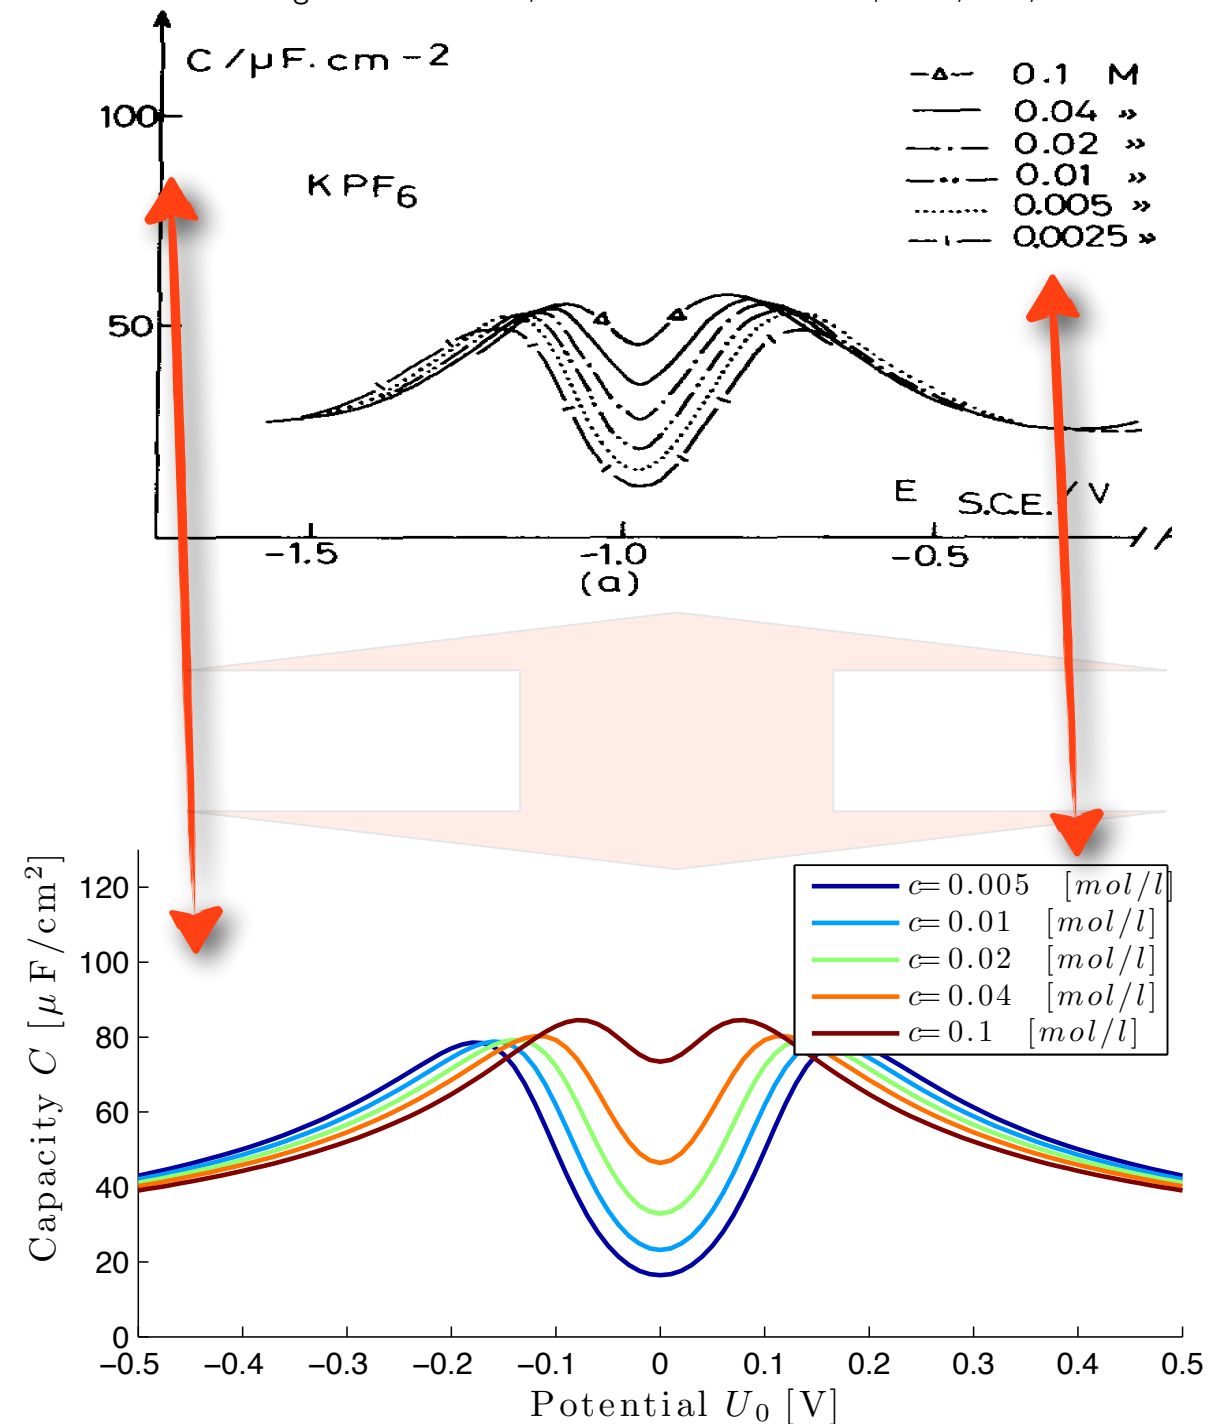 C /μF.cm-2
100
50
KPF6
0.1 M
0.04 »
0.02 »
0.01 »
0.005 »
0.0025 »
E S.C.E./V
-1.5 -1.0 -0.5
(a)
Capacity C [μF/cm²]
120
100
80
60
40
20
0
c= 0.005 [mol/l]
c= 0.01 [mol/l]
c= 0.02 [mol/l]
c= 0.04 [mol/l]
c= 0.1 [mol/l]
−0.5 −0.4 −0.3 −0.2 −0.1 0 0.1 0.2 0.3 0.4 0.5
Potential U₀ [V]